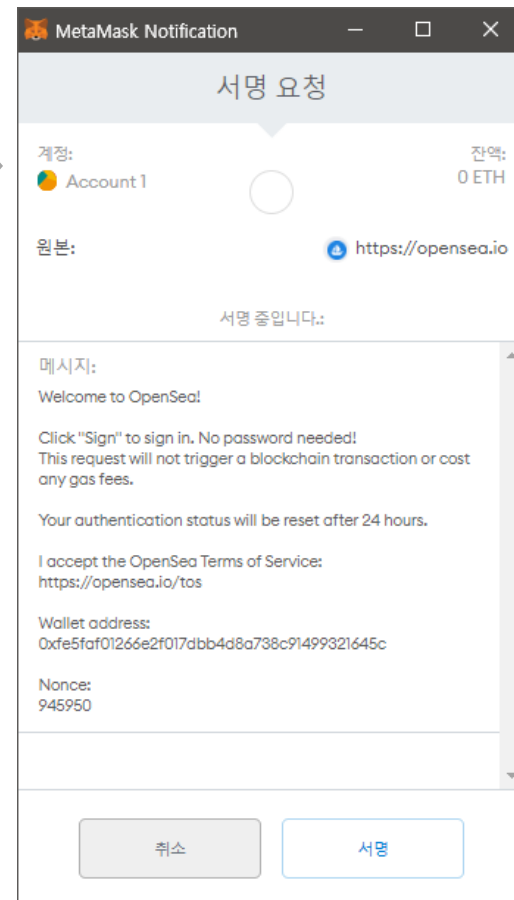 MetaMask Notification
서명 요청
계정:
잔액:
Account 1
0 ETH
원본:
https://opensea.io
서명 중입니다.:
메시지:
Welcome to OpenSea!
Click "Sign" to sign in. No password needed!
This request will not trigger a blockchain transaction or cost
any gas fees.
Your authentication status will be reset after 24 hours.
I accept the OpenSea Terms of Service:
https://opensea.io/tos
Wallet address:
0xfe5faf01266e2f017dbb4d8a738c91499321645c
Nonce:
945950
취소
서명